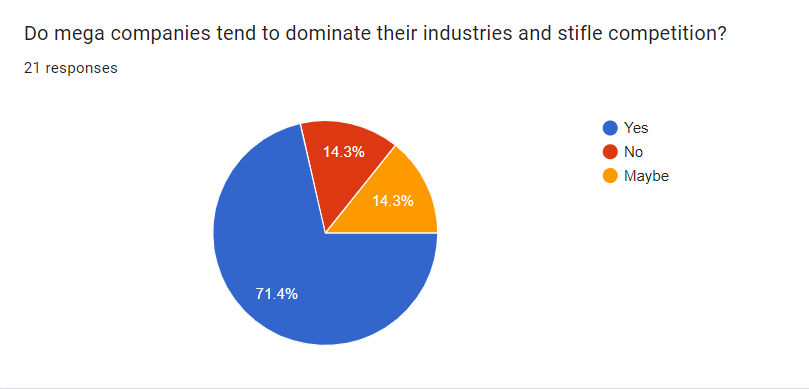 Do mega companies tend to dominate their industries and stifle competition?
21 responses
Yes
No
Maybe
14.3%
14.3%
71.4%